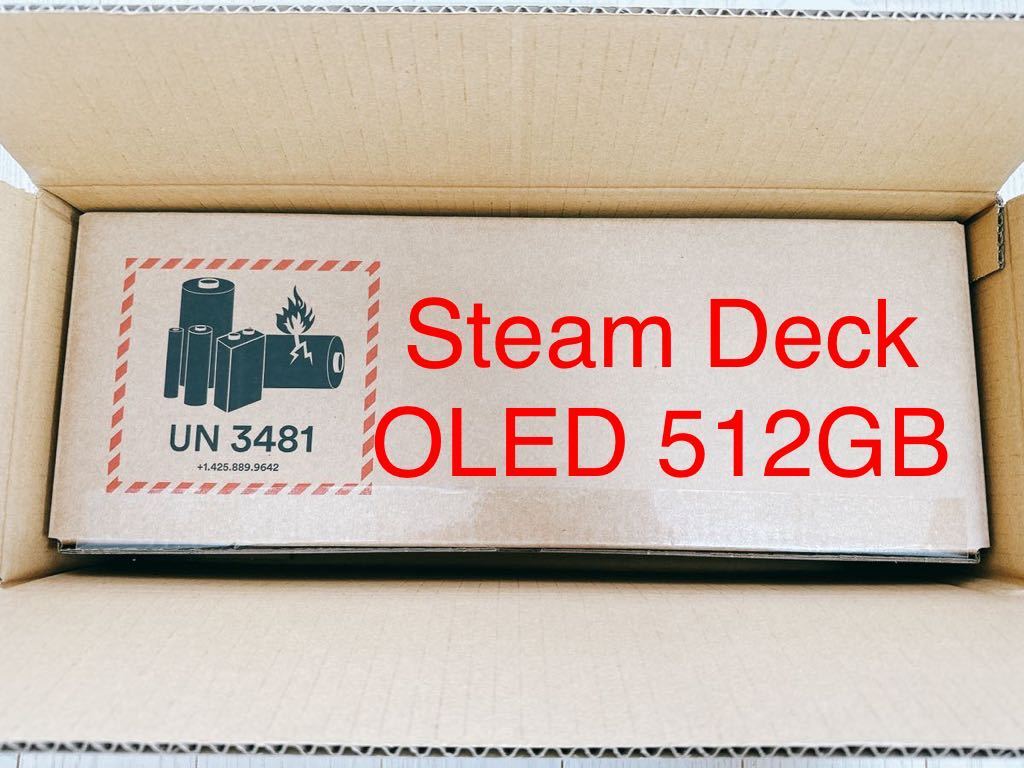 Steam Deck
OLED 512GB
UN 3481
+1.425.889.9642